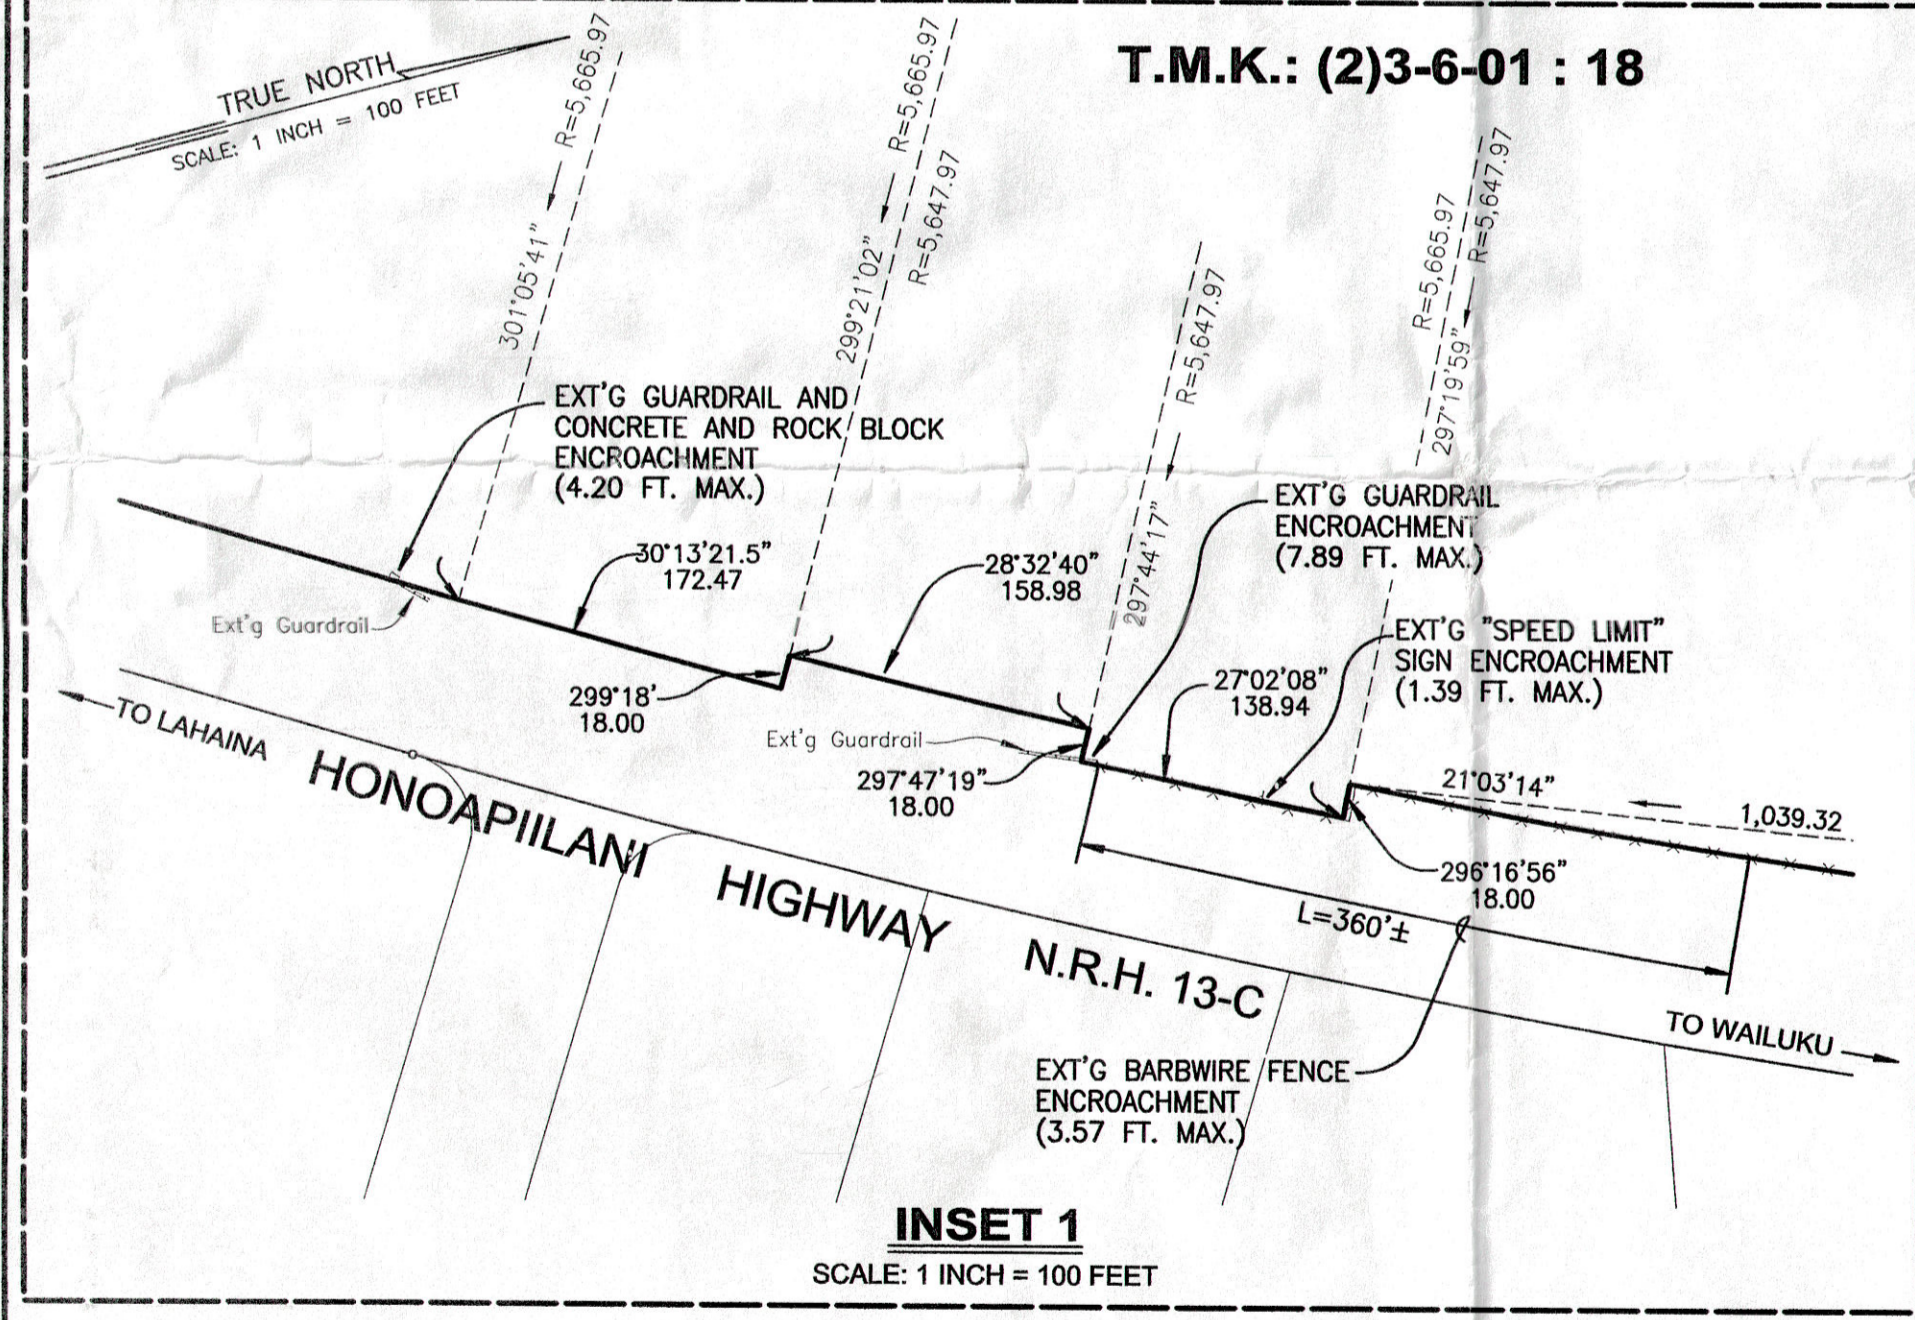 T.M.K.: (2)3-6-01 : 18
TRUE NORTH
SCALE: 1 INCH = 100 FEET
R=5,665.97
301°05'41"
R=5,665.97
299°21'02"
R=5,647.97
R=5,647.97
297°44'17"
R=5,665.97
297°19'59"
R=5,647.97
EXT'G GUARDRAIL AND
CONCRETE AND ROCK BLOCK
ENCROACHMENT
(4.20 FT. MAX.)
EXT'G GUARDRAIL
ENCROACHMENT
(7.89 FT. MAX.)
30°13'21.5"
172.47
28°32'40"
158.98
Ext'g Guardrail
EXT'G "SPEED LIMIT"
SIGN ENCROACHMENT
(1.39 FT. MAX.)
299°18'
18.00
27°02'08"
138.94
Ext'g Guardrail
297°47'19"
18.00
21°03'14"
1,039.32
296°16'56"
18.00
L=360'±
TO LAHAINA
HONOAPIILANI HIGHWAY N.R.H. 13-C
TO WAILUKU
EXT'G BARBWIRE FENCE
ENCROACHMENT
(3.57 FT. MAX.)
INSET 1
SCALE: 1 INCH = 100 FEET